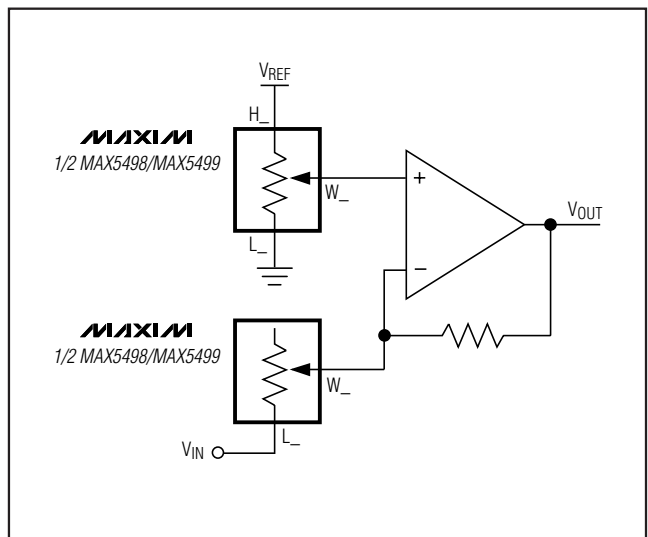 VREF
H_
MAXIM
1/2 MAX5498/MAX5499
W_
L_
+
VOUT
−
MAXIM
1/2 MAX5498/MAX5499
W_
L_
VIN